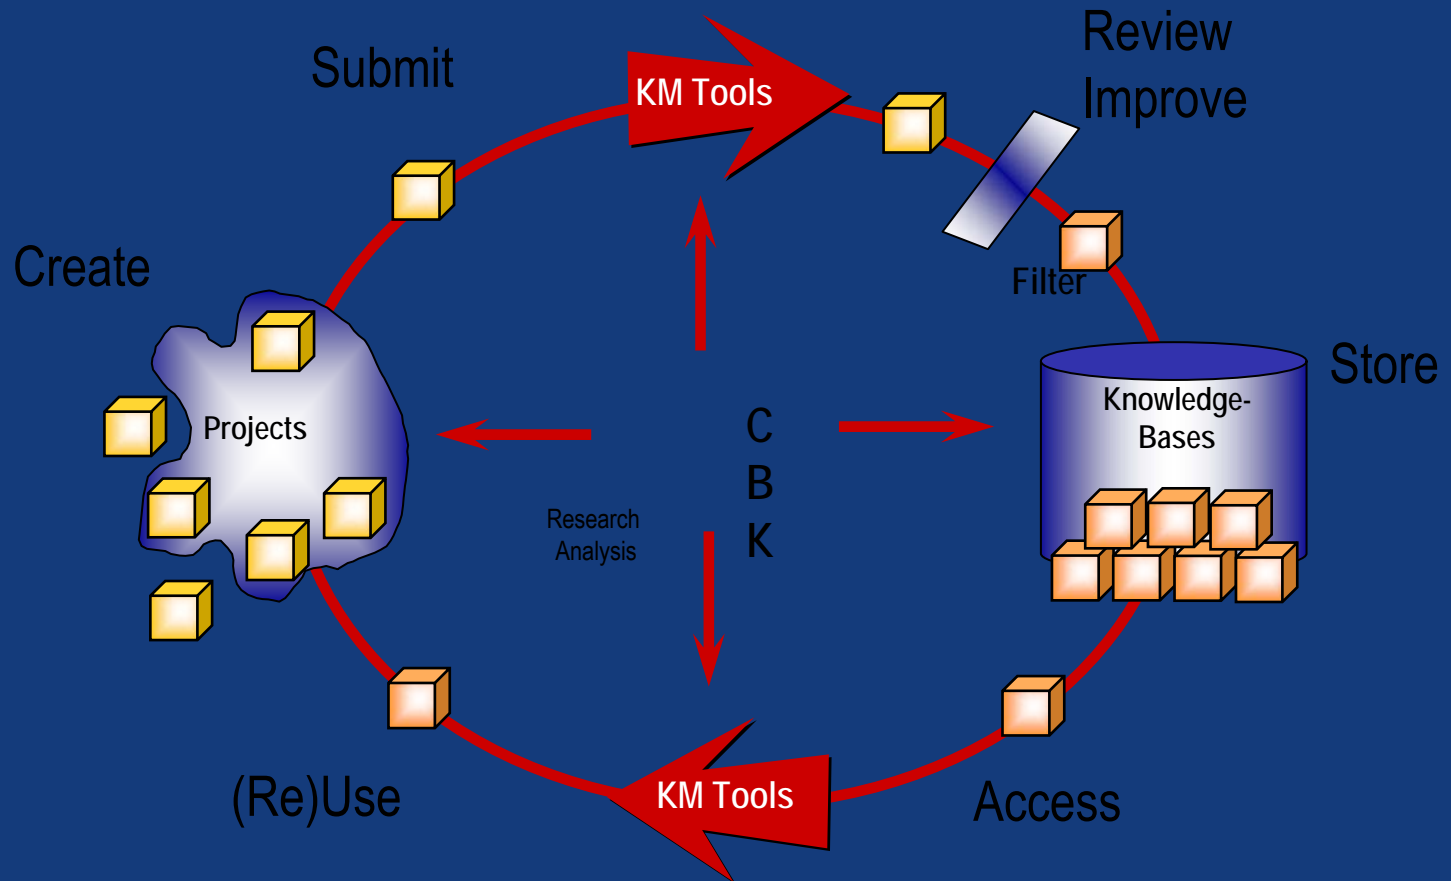 Submit
KM Tools
Review
Improve
Create
Filter
Store
Projects
Knowledge-
Bases
C
B
K
Research
Analysis
(Re)Use
KM Tools
Access